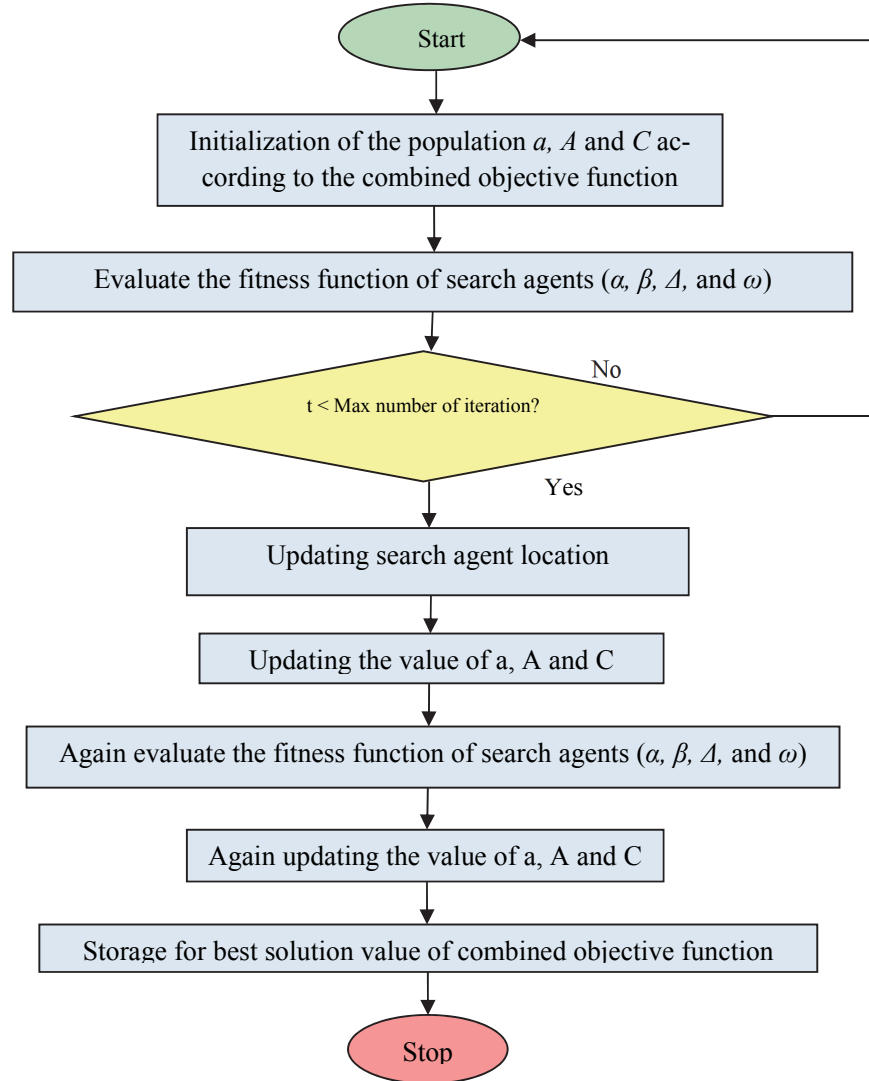 Start
Initialization of the population a, A and C ac-
cording to the combined objective function
Evaluate the fitness function of search agents (α, β, Δ, and ω)
No
t < Max number of iteration?
Yes
Updating search agent location
Updating the value of a, A and C
Again evaluate the fitness function of search agents (α, β, Δ, and ω)
Again updating the value of a, A and C
Storage for best solution value of combined objective function
Stop